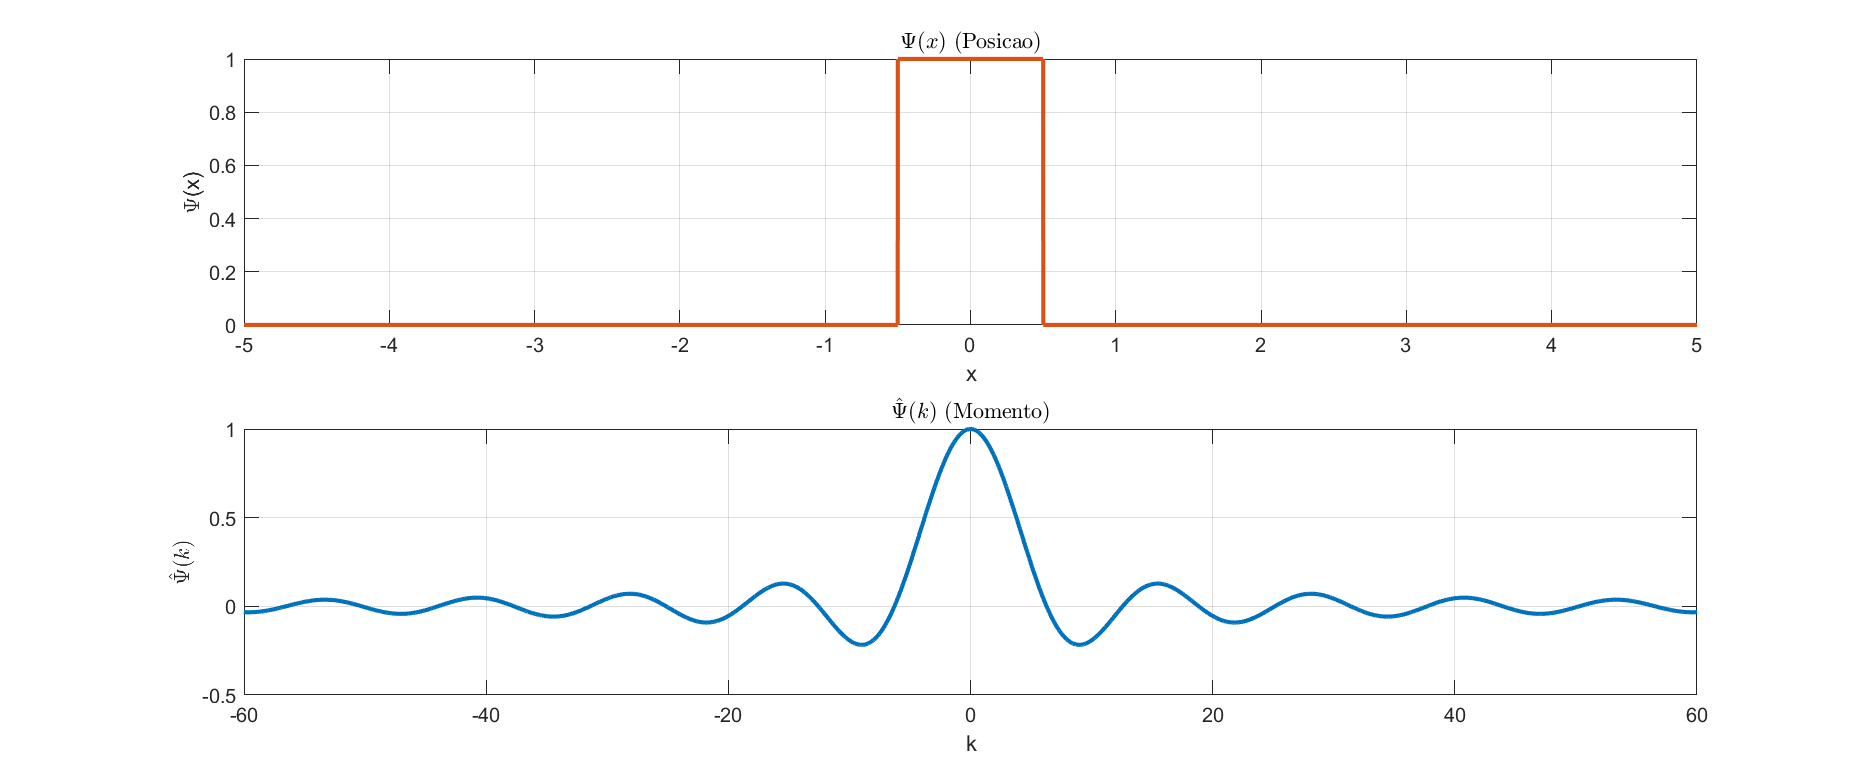 Ψ(x) (Posicao)
1
0.8
0.6
0.4
0.2
0
Ψ(x)
-5 -4 -3 -2 -1 0 1 2 3 4 5
x
Ψ̂(k) (Momento)
1
0.5
0
-0.5
Ψ̂(k)
-60 -40 -20 0 20 40 60
k